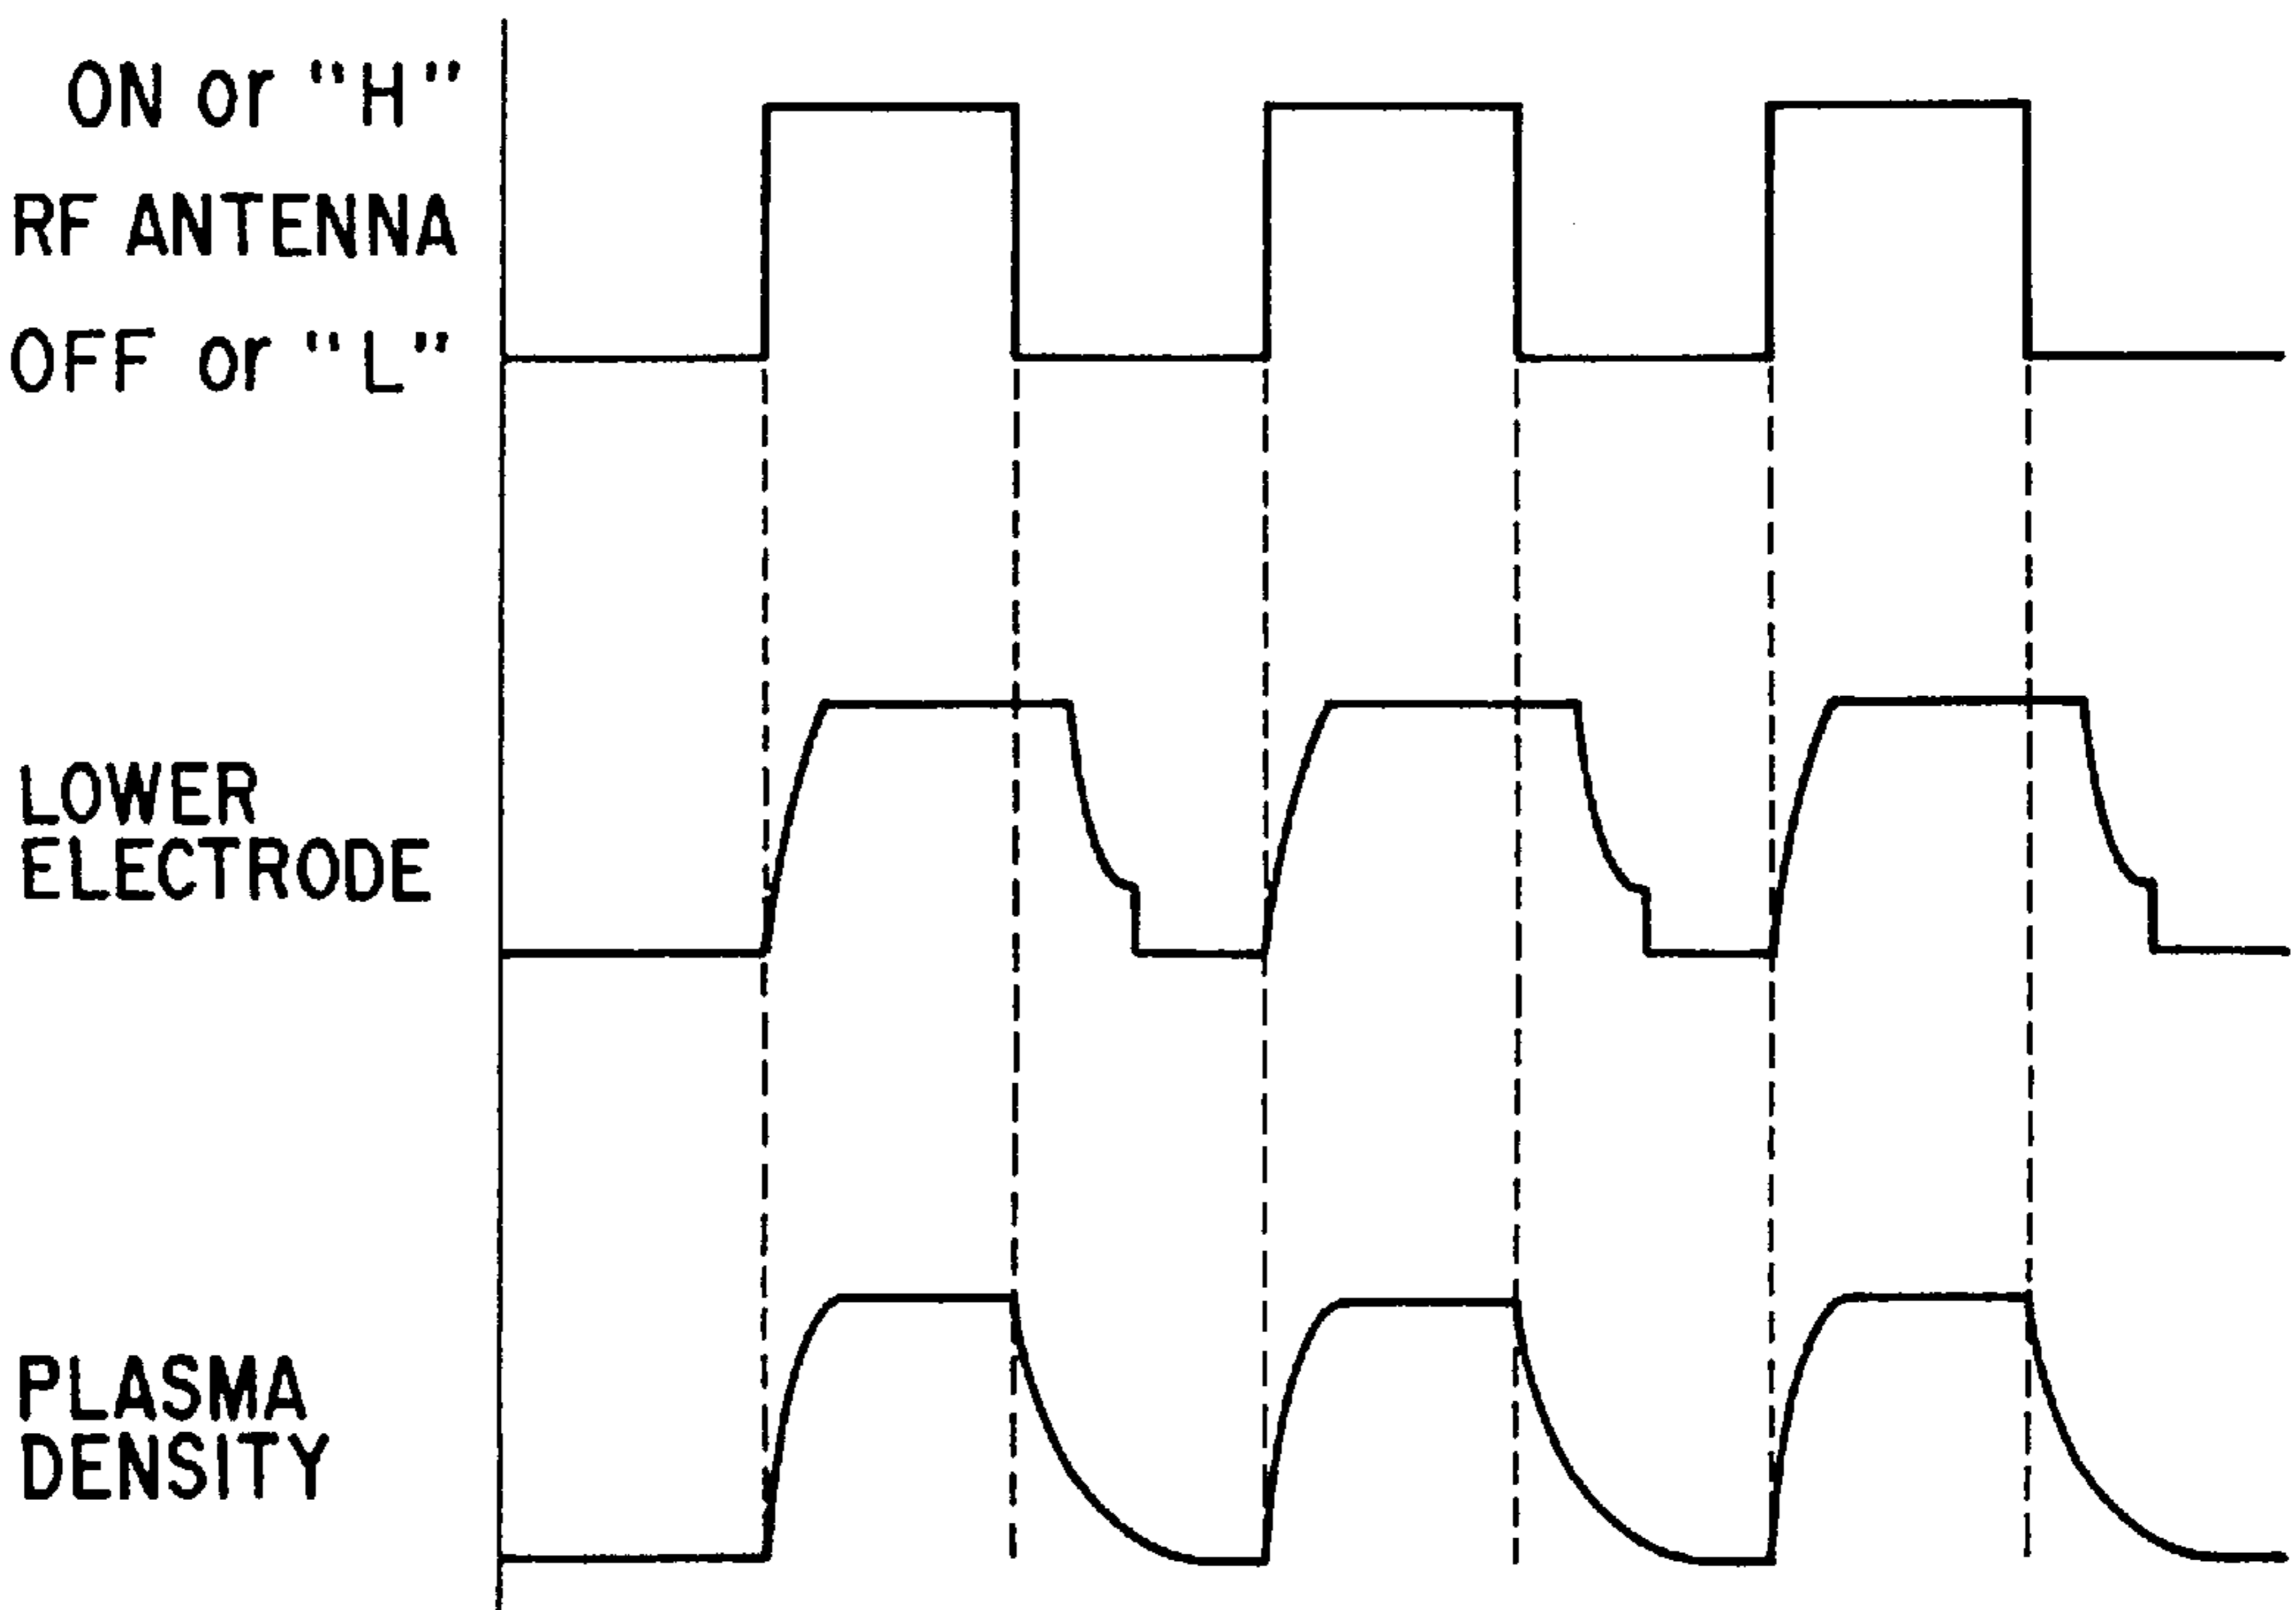 ON or "H"
RF ANTENNA
OFF or "L"
LOWER
ELECTRODE
PLASMA
DENSITY